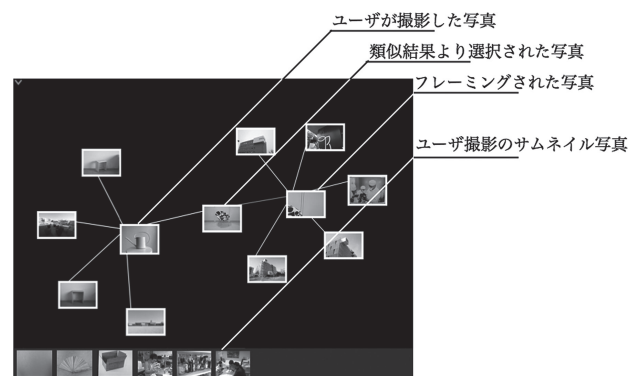 ユーザが撮影した写真
類似結果より選択された写真
フレーミングされた写真
ユーザ撮影のサムネイル写真